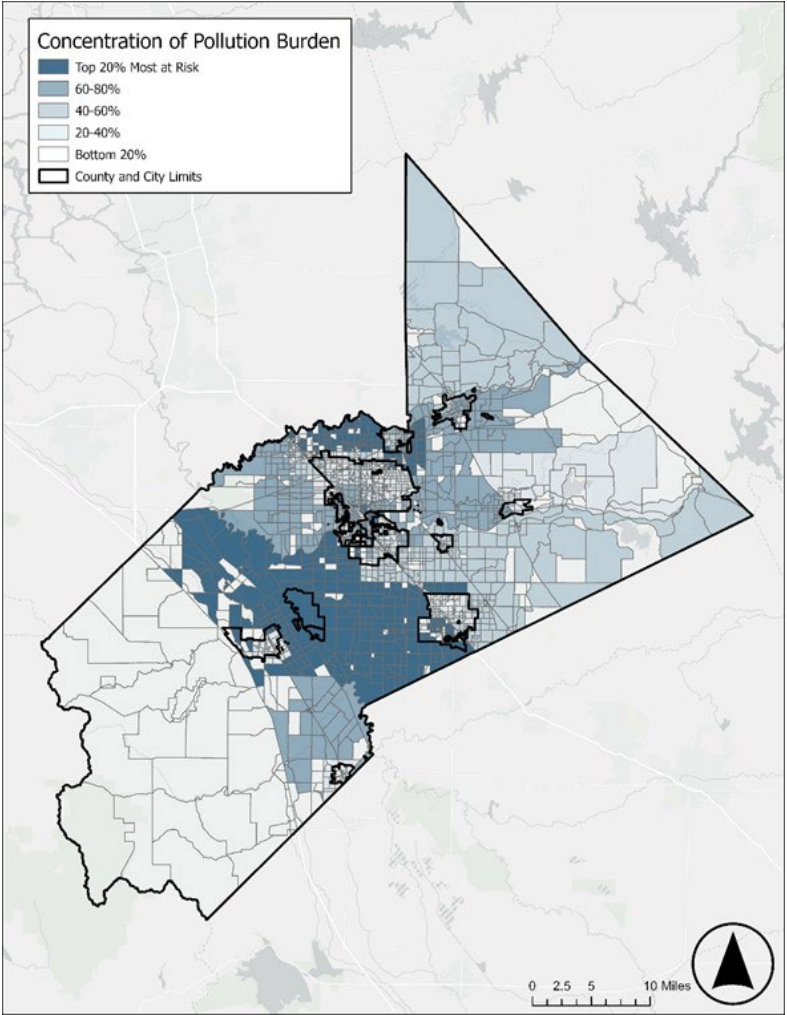 Concentration of Pollution Burden
Top 20% Most at Risk
60-80%
40-60%
20-40%
Bottom 20%
County and City Limits
0 2.5 5 10 Miles